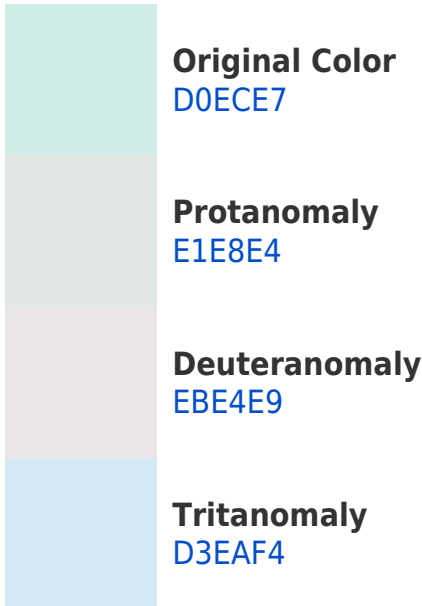 Original Color
D0ECE7
Protanomaly
E1E8E4
Deuteranomaly
EBE4E9
Tritanomaly
D3EAF4